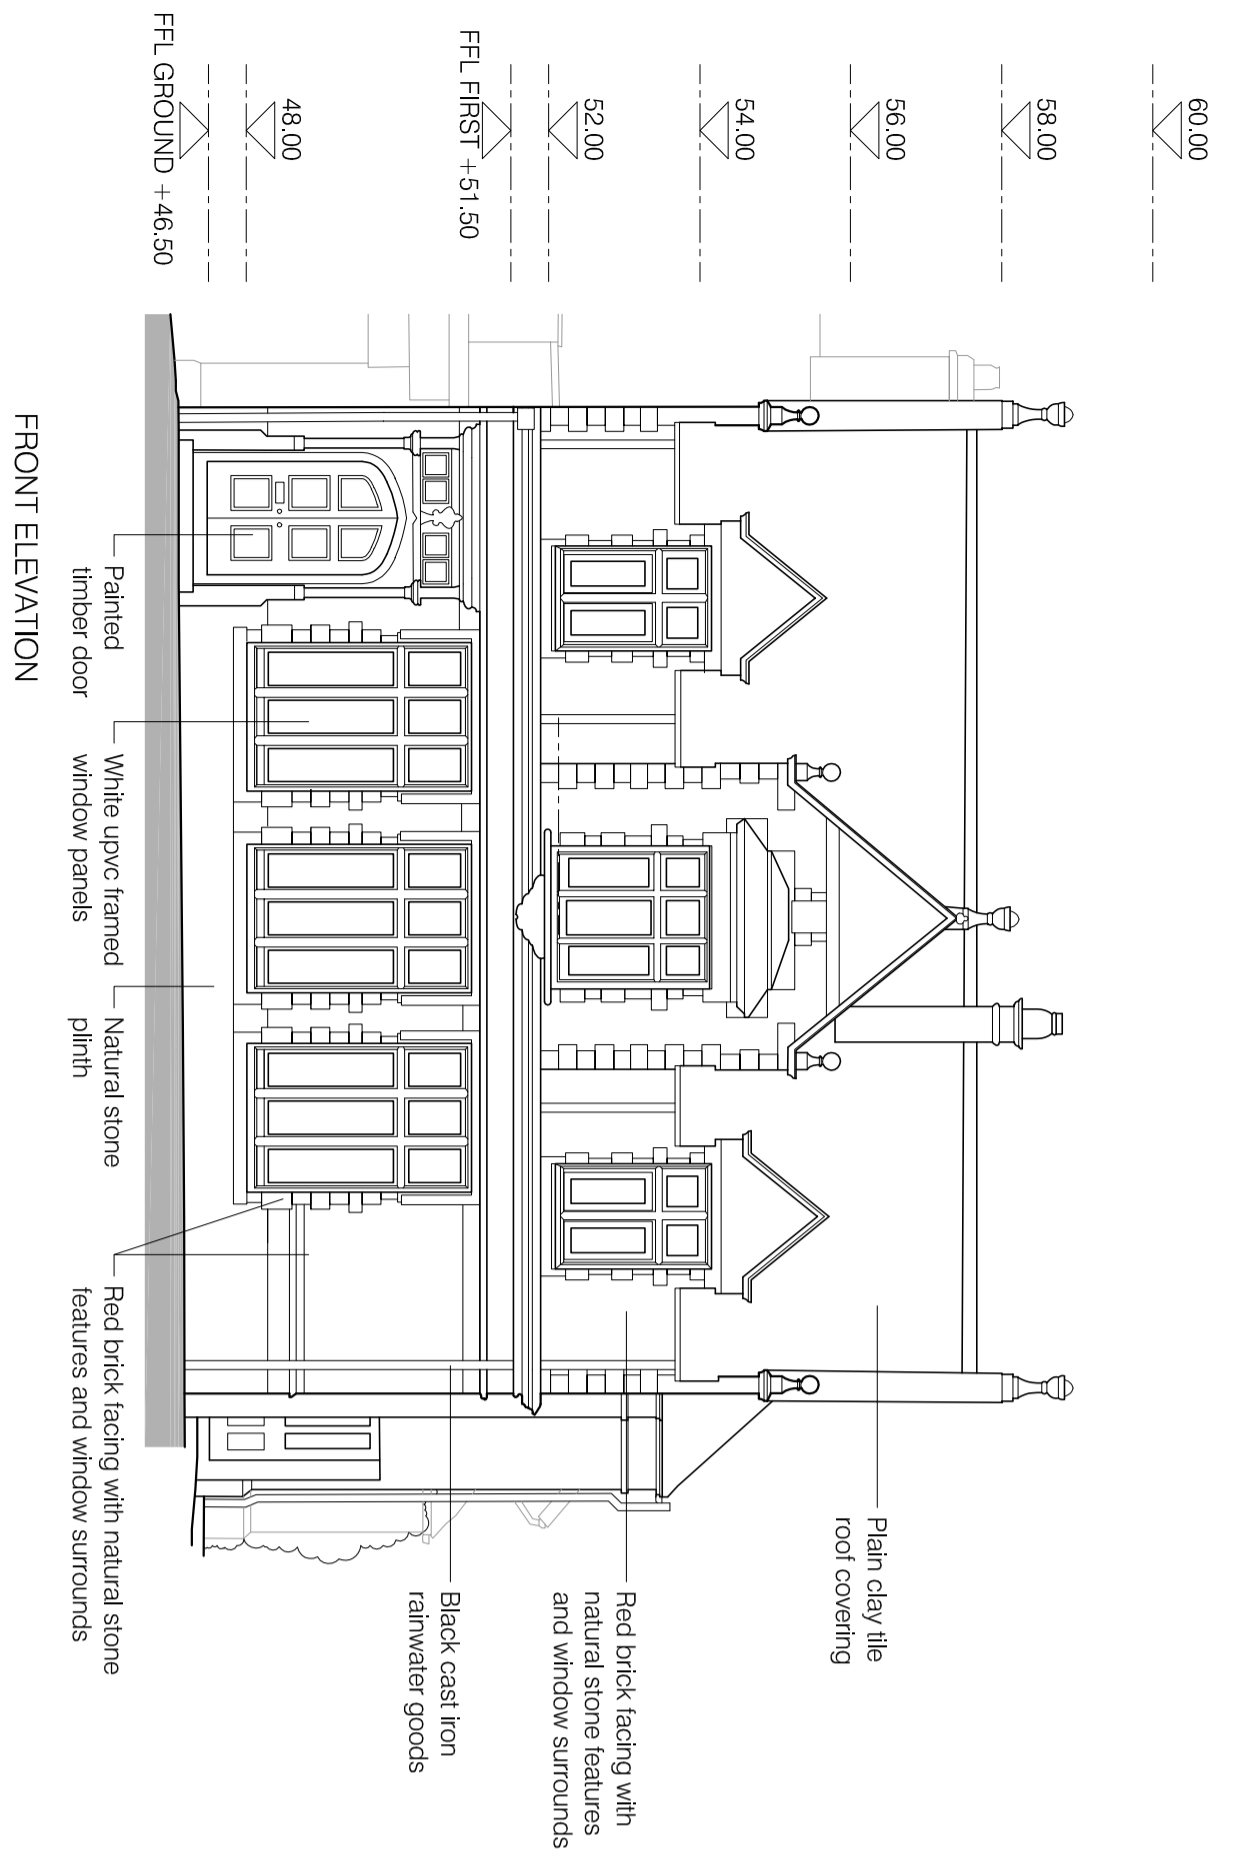 60.00
58.00
56.00
54.00
52.00
FFL FIRST +51.50
48.00
FFL GROUND +46.50
Plain clay tile
roof covering
Red brick facing with
natural stone features
and window surrounds
Black cast iron
rainwater goods
Painted
timber door
White upvc framed
window panels
Natural stone
plinth
Red brick facing with natural stone
features and window surrounds
FRONT ELEVATION